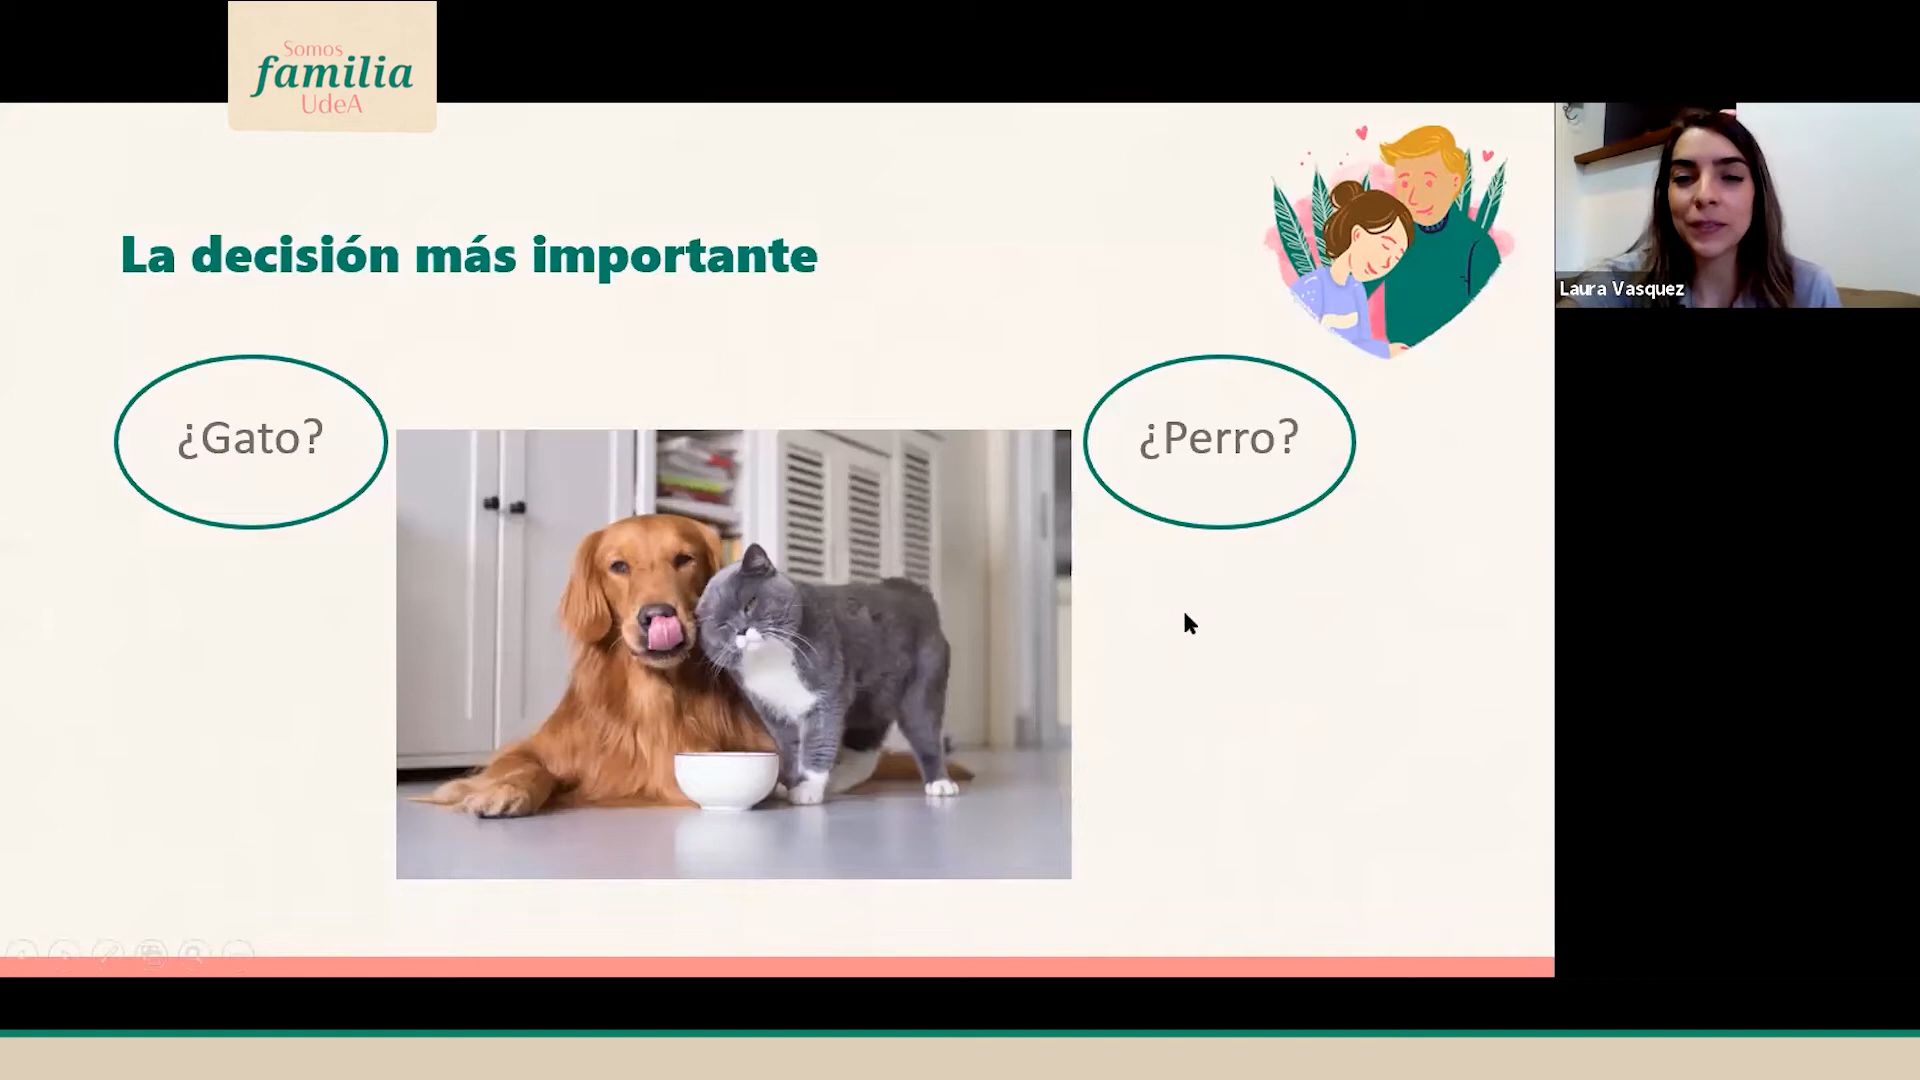 Somos
familia
UdeA
La decisión más importante
¿Gato?
¿Perro?
Laura Vasquez